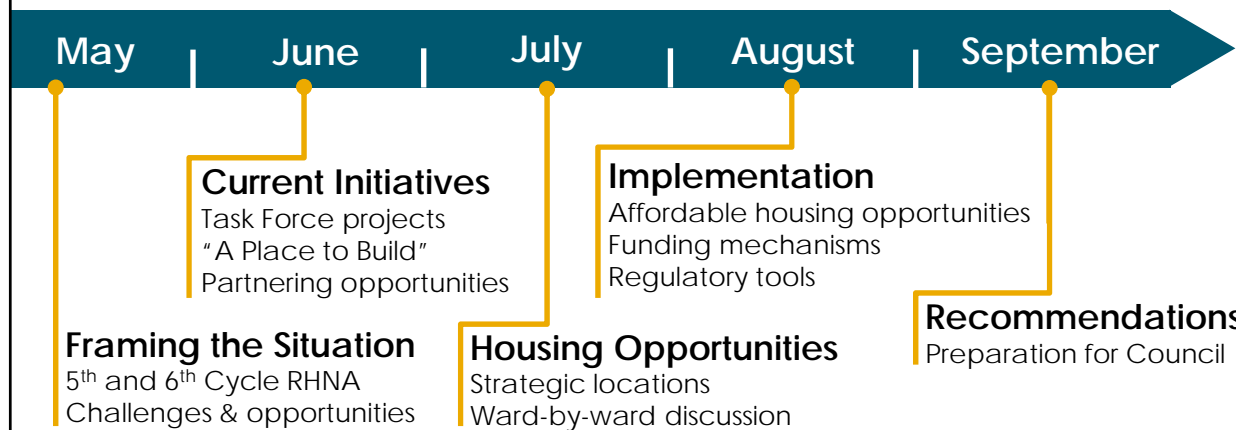 May
June
July
August
September
Current Initiatives
Task Force projects
“A Place to Build”
Partnering opportunities
Implementation
Affordable housing opportunities
Funding mechanisms
Regulatory tools
Framing the Situation
5th and 6th Cycle RHNA
Challenges & opportunities
Housing Opportunities
Strategic locations
Ward-by-ward discussion
Recommendations
Preparation for Council